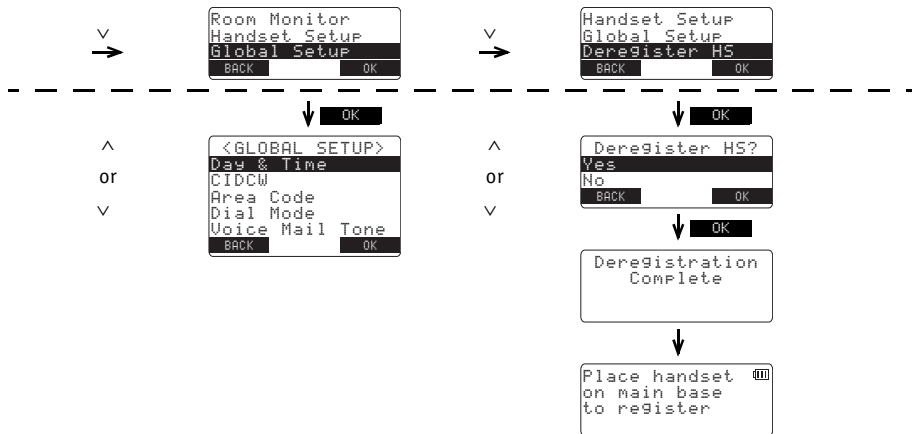 Room Monitor
Handset Setup
Global Setup
BACK OK
Handset Setup
Global Setup
Deregister HS
BACK OK
OK
<GLOBAL SETUP>
Day & Time
CIDCW
Area Code
Dial Mode
Voice Mail Tone
BACK OK
or
OK
Deregister HS?
Yes
No
BACK OK
or
OK
Deregistration
Complete
Place handset
on main base
to register